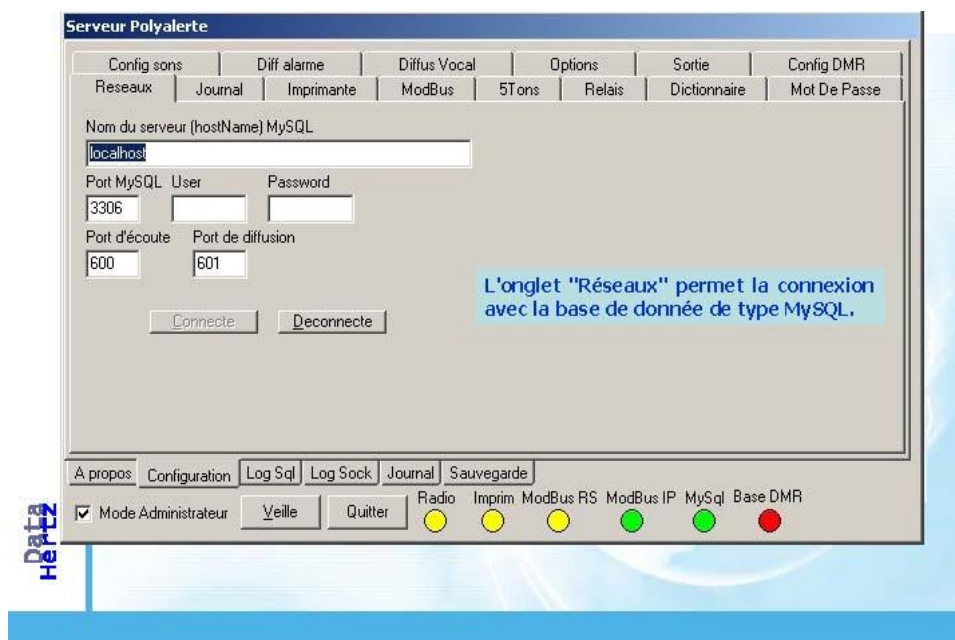 Serveur Polyalerte
Config sons Diff alarme Diffus Vocal Options Sortie Config DMR
Reseaux Journal Imprimante ModBus 5Tons Relais Dictionnaire Mot De Passe
Nom du serveur (hostName) MySQL
localhost
Port MySQL User Password
3306
Port d'écoute Port de diffusion
600 601
L'onglet "Réseaux" permet la connexion
avec la base de donnée de type MySQL.
Connecte Deconnecte
A propos Configuration Log Sql Log Sock Journal Sauvegarde
Radio Imprim ModBus RS ModBus IP MySql Base DMR
Mode Administrateur Veille Quitter
Data
Hertz